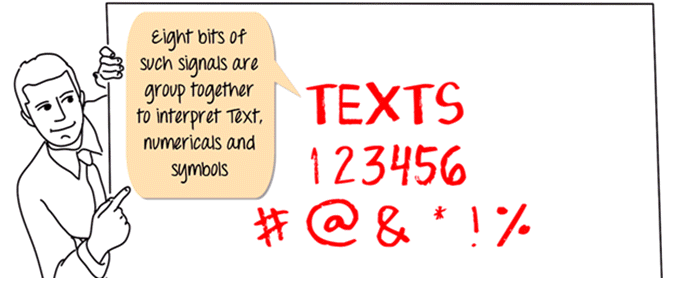 Eight bits of
such signals are
group together
to interpret Text,
numericals and
symbols
TEXTS
123456
# @ & * ! %